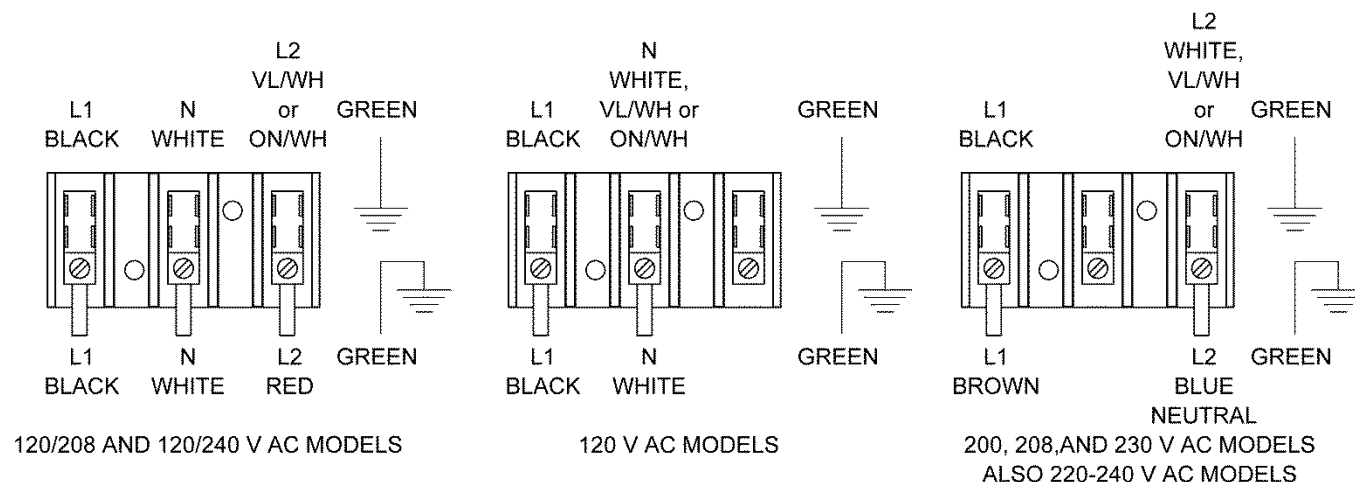 L2
VL/WH
or
ON/WH
L1
BLACK
N
WHITE
GREEN
L1
BLACK
N
WHITE
L2
RED
GREEN
120/208 AND 120/240 V AC MODELS
N
WHITE,
VL/WH or
ON/WH
L1
BLACK
GREEN
L1
BLACK
N
WHITE
GREEN
120 V AC MODELS
L2
WHITE,
VL/WH
or
ON/WH
L1
BLACK
GREEN
L1
BROWN
L2
BLUE
NEUTRAL
GREEN
200, 208,AND 230 V AC MODELS
ALSO 220-240 V AC MODELS